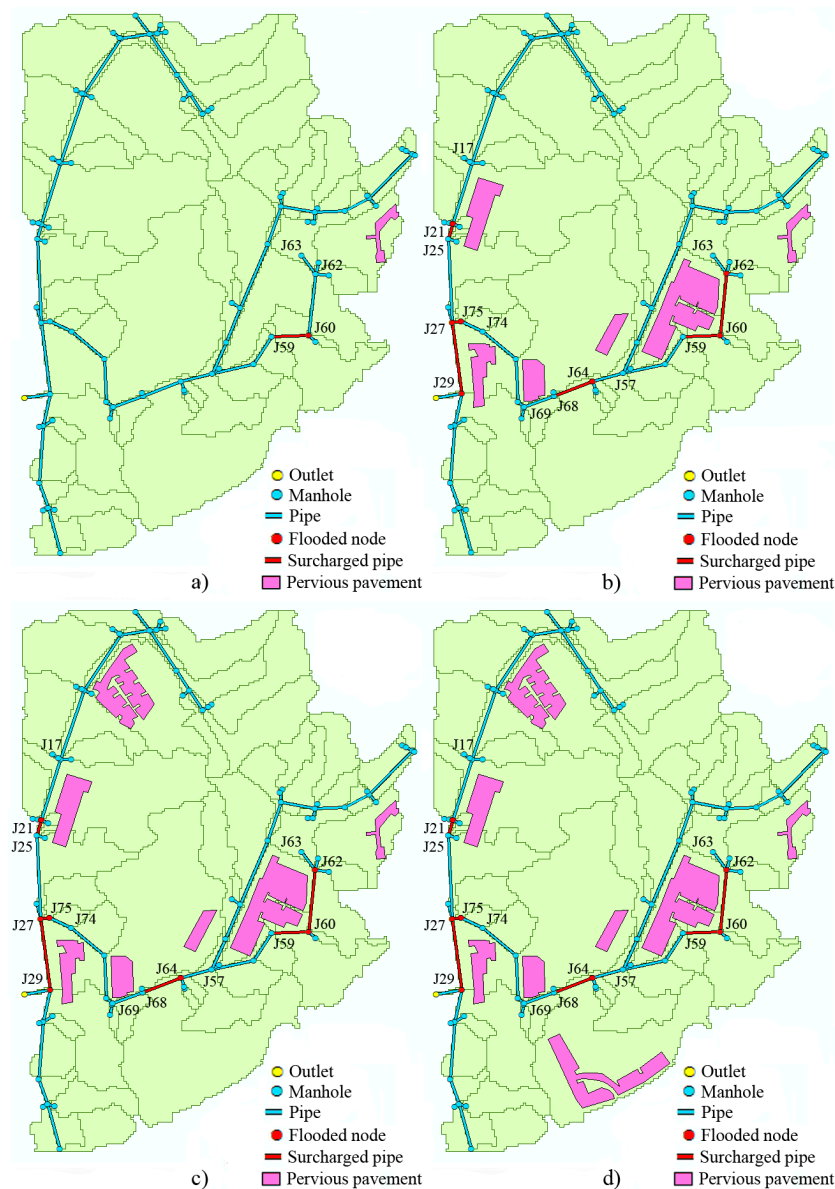 J63
J62
J60
J59
Outlet
Manhole
Pipe
Flooded node
Surcharged pipe
Pervious pavement
a)
J17
J21
J25
J63
J62
J75
J74
J27
J60
J59
J64
J57
J29
J68
J69
Outlet
Manhole
Pipe
Flooded node
Surcharged pipe
Pervious pavement
b)
J17
J21
J25
J63
J62
J75
J74
J27
J60
J59
J64
J57
J29
J68
J69
Outlet
Manhole
Pipe
Flooded node
Surcharged pipe
Pervious pavement
c)
J17
J21
J25
J63
J62
J75
J74
J27
J60
J59
J64
J57
J29
J68
J69
Outlet
Manhole
Pipe
Flooded node
Surcharged pipe
Pervious pavement
d)